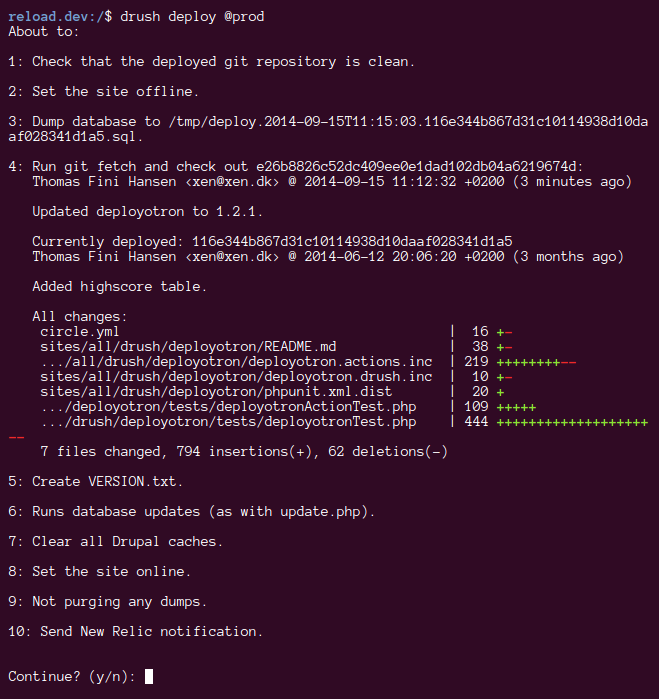 reload.dev:/$ drush deploy @prod
About to:
1: Check that the deployed git repository is clean.
2: Set the site offline.
3: Dump database to /tmp/deploy.2014-09-15T11:15:03.116e344b867d31c10114938d10da
af028341d1a5.sql.
4: Run git fetch and check out e26b8826c52dc409ee0e1dad102db04a6219674d:
Thomas Fini Hansen <xen@xen.dk> @ 2014-09-15 11:12:32 +0200 (3 minutes ago)
Updated deployotron to 1.2.1.
Currently deployed: 116e344b867d31c10114938d10daaf028341d1a5
Thomas Fini Hansen <xen@xen.dk> @ 2014-06-12 20:06:20 +0200 (3 months ago)
Added highscore table.
All changes:
circle.yml | 16 +-
sites/all/drush/deployotron/README.md | 38 +-
.../all/drush/deployotron/deployotron.actions.inc | 219 ++++++++--
sites/all/drush/deployotron/deployotron.drush.inc | 10 +-
sites/all/drush/deployotron/phpunit.xml.dist | 20 +
.../deployotron/tests/deployotronActionTest.php | 109 +++++
.../drush/deployotron/tests/deployotronTest.php | 444 +++++++++++++++++++
--
7 files changed, 794 insertions(+), 62 deletions(-)
5: Create VERSION.txt.
6: Runs database updates (as with update.php).
7: Clear all Drupal caches.
8: Set the site online.
9: Not purging any dumps.
10: Send New Relic notification.
Continue? (y/n):